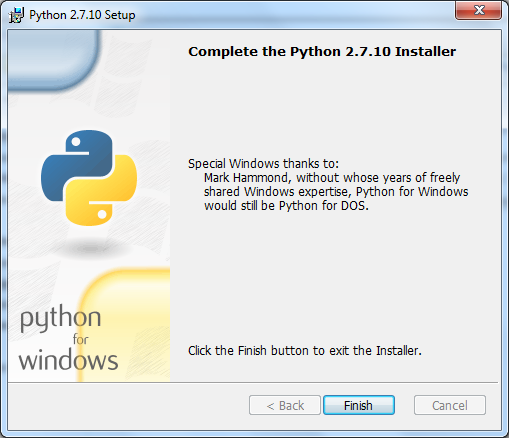 Python 2.7.10 Setup
Complete the Python 2.7.10 Installer
Special Windows thanks to:
Mark Hammond, without whose years of freely
shared Windows expertise, Python for Windows
would still be Python for DOS.
python
for
windows
Click the Finish button to exit the Installer.
< Back
Finish
Cancel